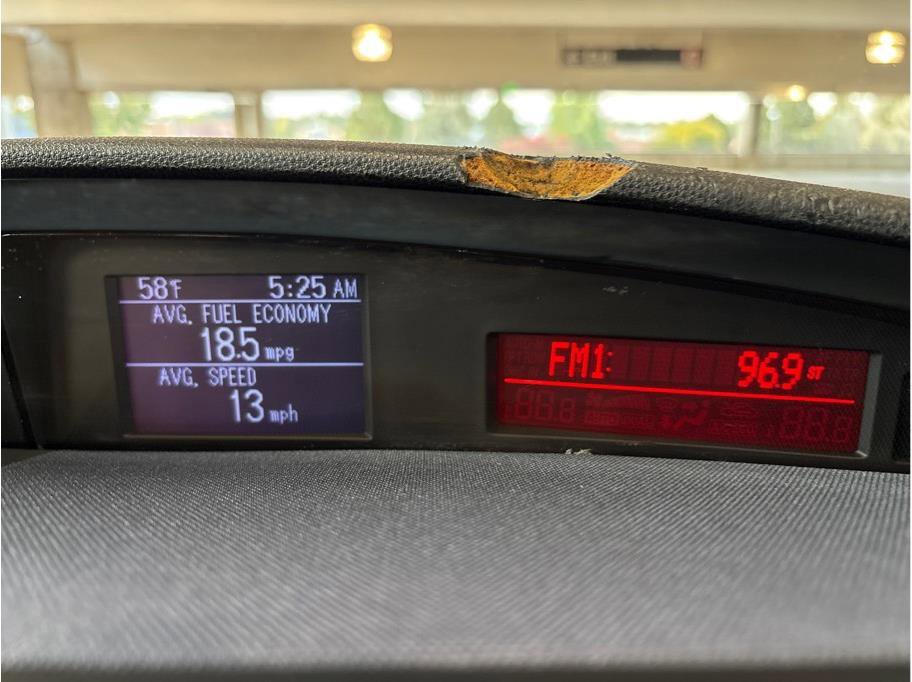 58°F 5:25 AM
AVG. FUEL ECONOMY
18.5 mpg
AVG. SPEED
13 mph
FM1: 96.9 ST